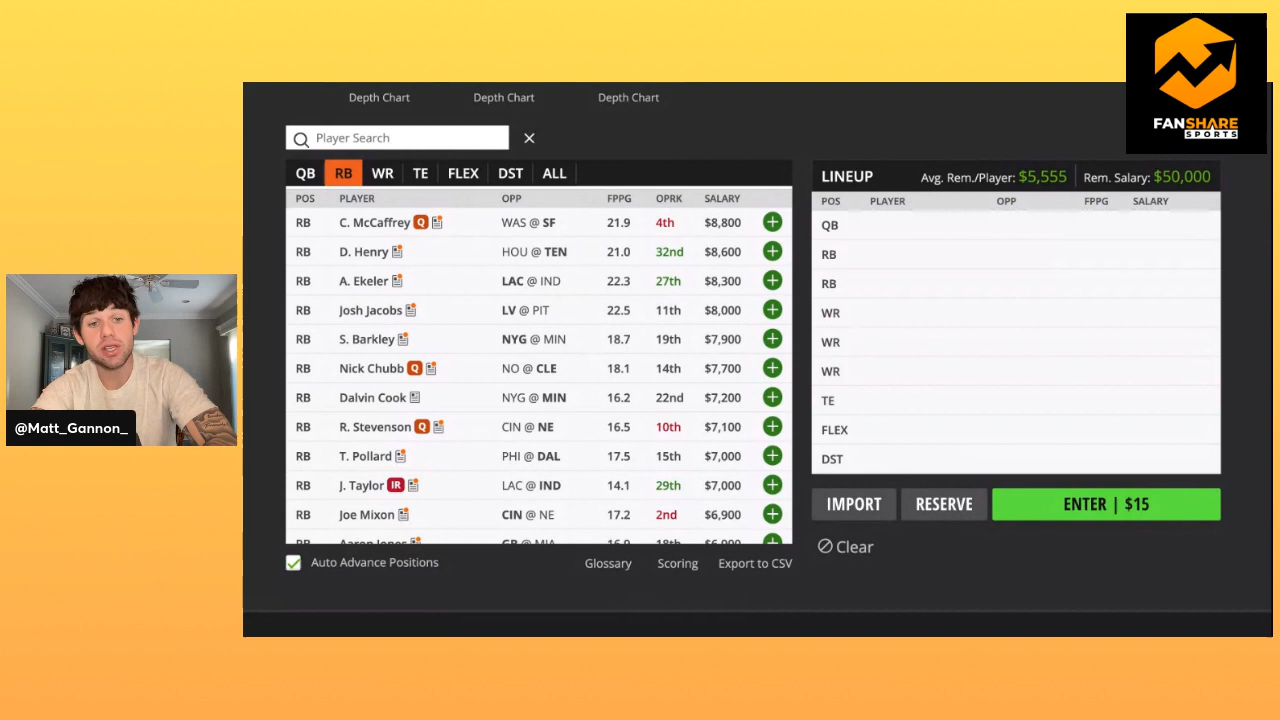 FANSHARE
SPORTS
Depth Chart Depth Chart Depth Chart
Player Search
QB RB WR TE FLEX DST ALL
POS PLAYER OPP FPPG OPRK SALARY
RB C. McCaffrey Q WAS @ SF 21.9 4th $8,800
RB D. Henry HOU @ TEN 21.0 32nd $8,600
RB A. Ekeler LAC @ IND 22.3 27th $8,300
RB Josh Jacobs LV @ PIT 22.5 11th $8,000
RB S. Barkley NYG @ MIN 18.7 19th $7,900
RB Nick Chubb Q NO @ CLE 18.1 14th $7,700
RB Dalvin Cook NYG @ MIN 16.2 22nd $7,200
RB R. Stevenson Q CIN @ NE 16.5 10th $7,100
RB T. Pollard PHI @ DAL 17.5 15th $7,000
RB J. Taylor IR LAC @ IND 14.1 29th $7,000
RB Joe Mixon CIN @ NE 17.2 2nd $6,900
RB Aaron Jones GB @ MIA 18th
Auto Advance Positions Glossary Scoring Export to CSV
LINEUP Avg. Rem./Player: $5,555 Rem. Salary: $50,000
POS PLAYER OPP FPPG SALARY
QB
RB
RB
WR
WR
WR
TE
FLEX
DST
IMPORT RESERVE ENTER | $15
Clear
@Matt_Gannon_